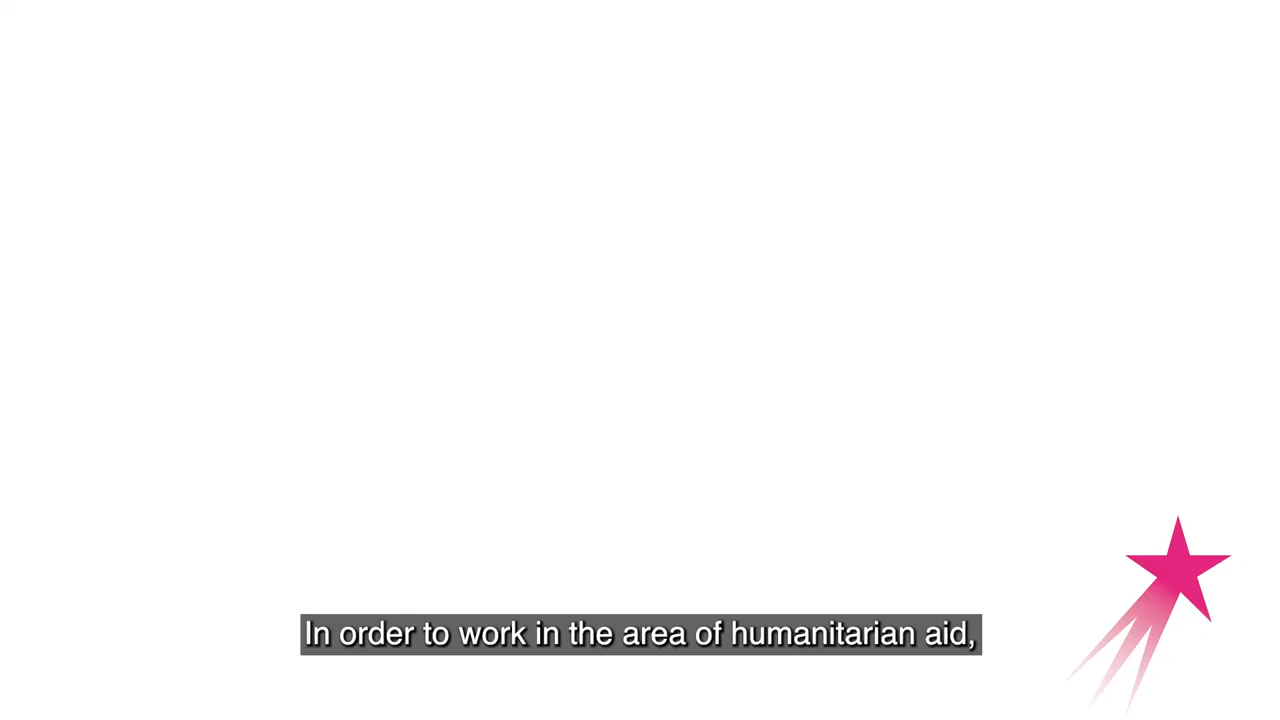 In order to work in the area of humanitarian aid,